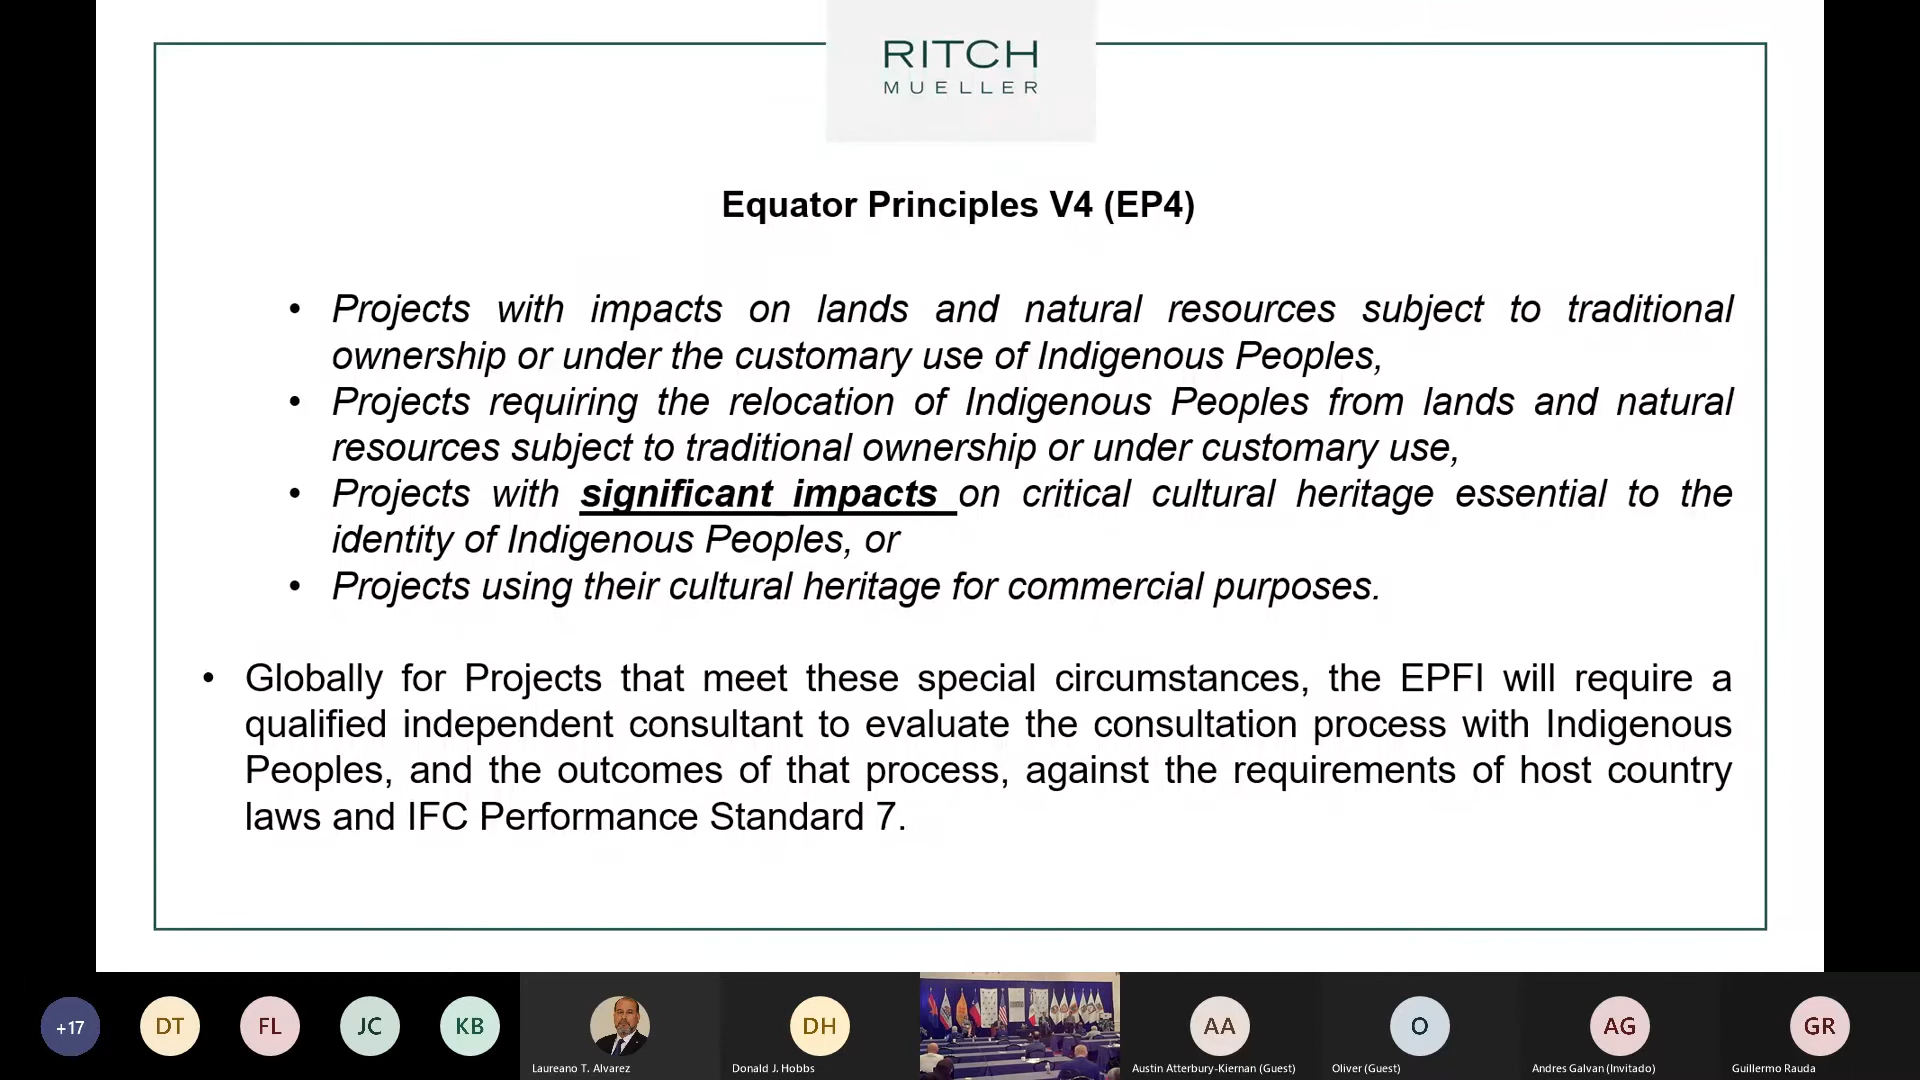 RITCH
MUELLER
Equator Principles V4 (EP4)
• Projects with impacts on lands and natural resources subject to traditional
ownership or under the customary use of Indigenous Peoples,
• Projects requiring the relocation of Indigenous Peoples from lands and natural
resources subject to traditional ownership or under customary use,
• Projects with significant impacts on critical cultural heritage essential to the
identity of Indigenous Peoples, or
• Projects using their cultural heritage for commercial purposes.
• Globally for Projects that meet these special circumstances, the EPFI will require a
qualified independent consultant to evaluate the consultation process with Indigenous
Peoples, and the outcomes of that process, against the requirements of host country
laws and IFC Performance Standard 7.
+17
DT
FL
JC
KB
DH
AA
O
AG
GR
Laureano T. Alvarez
Donald J. Hobbs
Austin Atterbury-Kiernan (Guest)
Oliver (Guest)
Andres Galvan (Invitado)
Guillermo Rauda